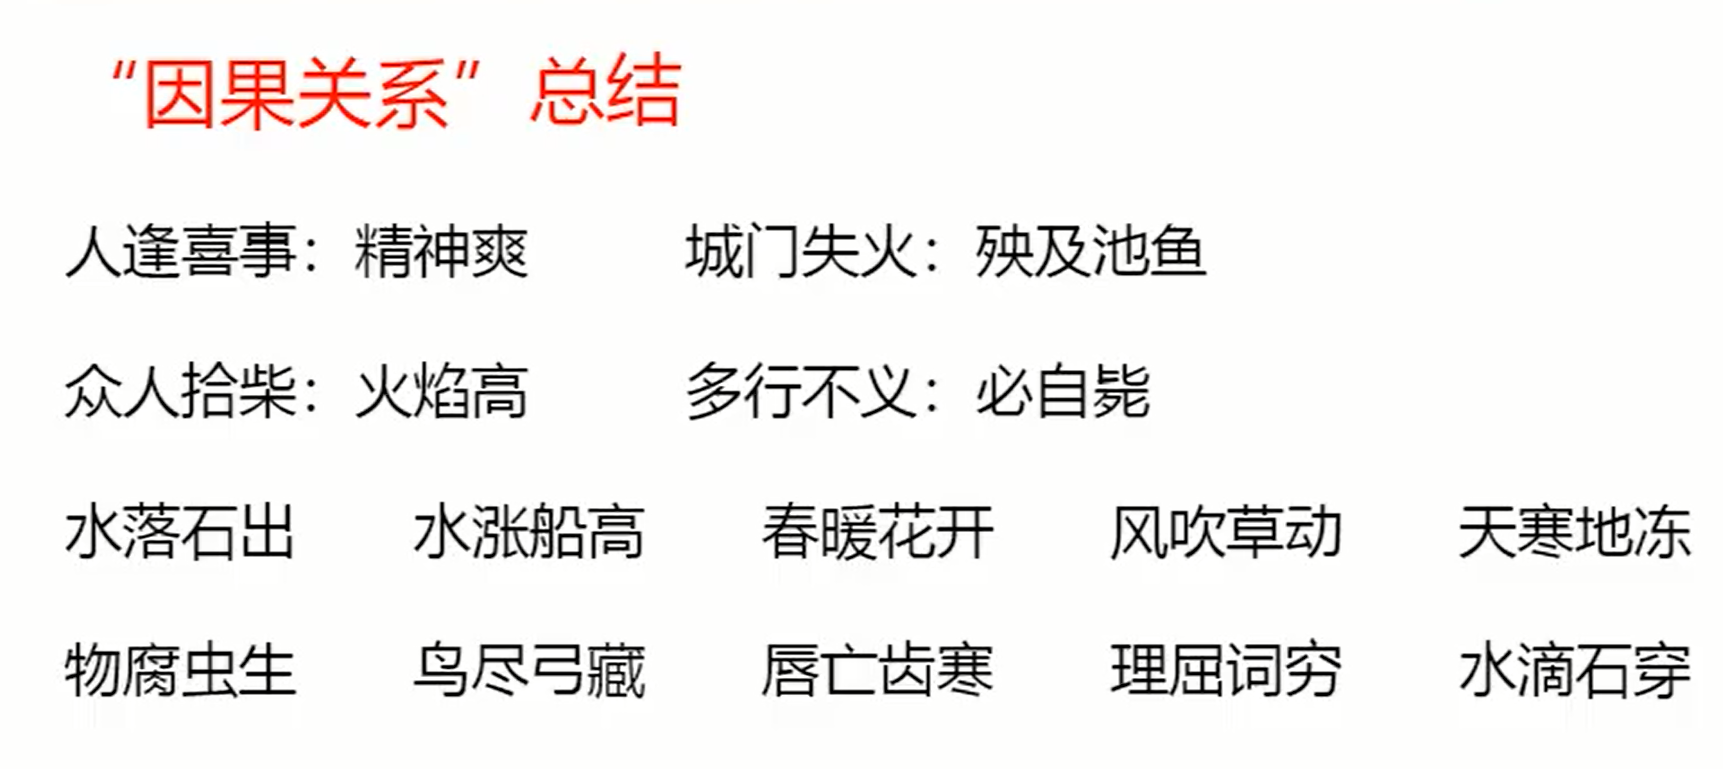 “因果关系”总结
人逢喜事：精神爽 城门失火：殃及池鱼
众人拾柴：火焰高 多行不义：必自毙
水落石出 水涨船高 春暖花开 风吹草动 天寒地冻
物腐虫生 鸟尽弓藏 唇亡齿寒 理屈词穷 水滴石穿